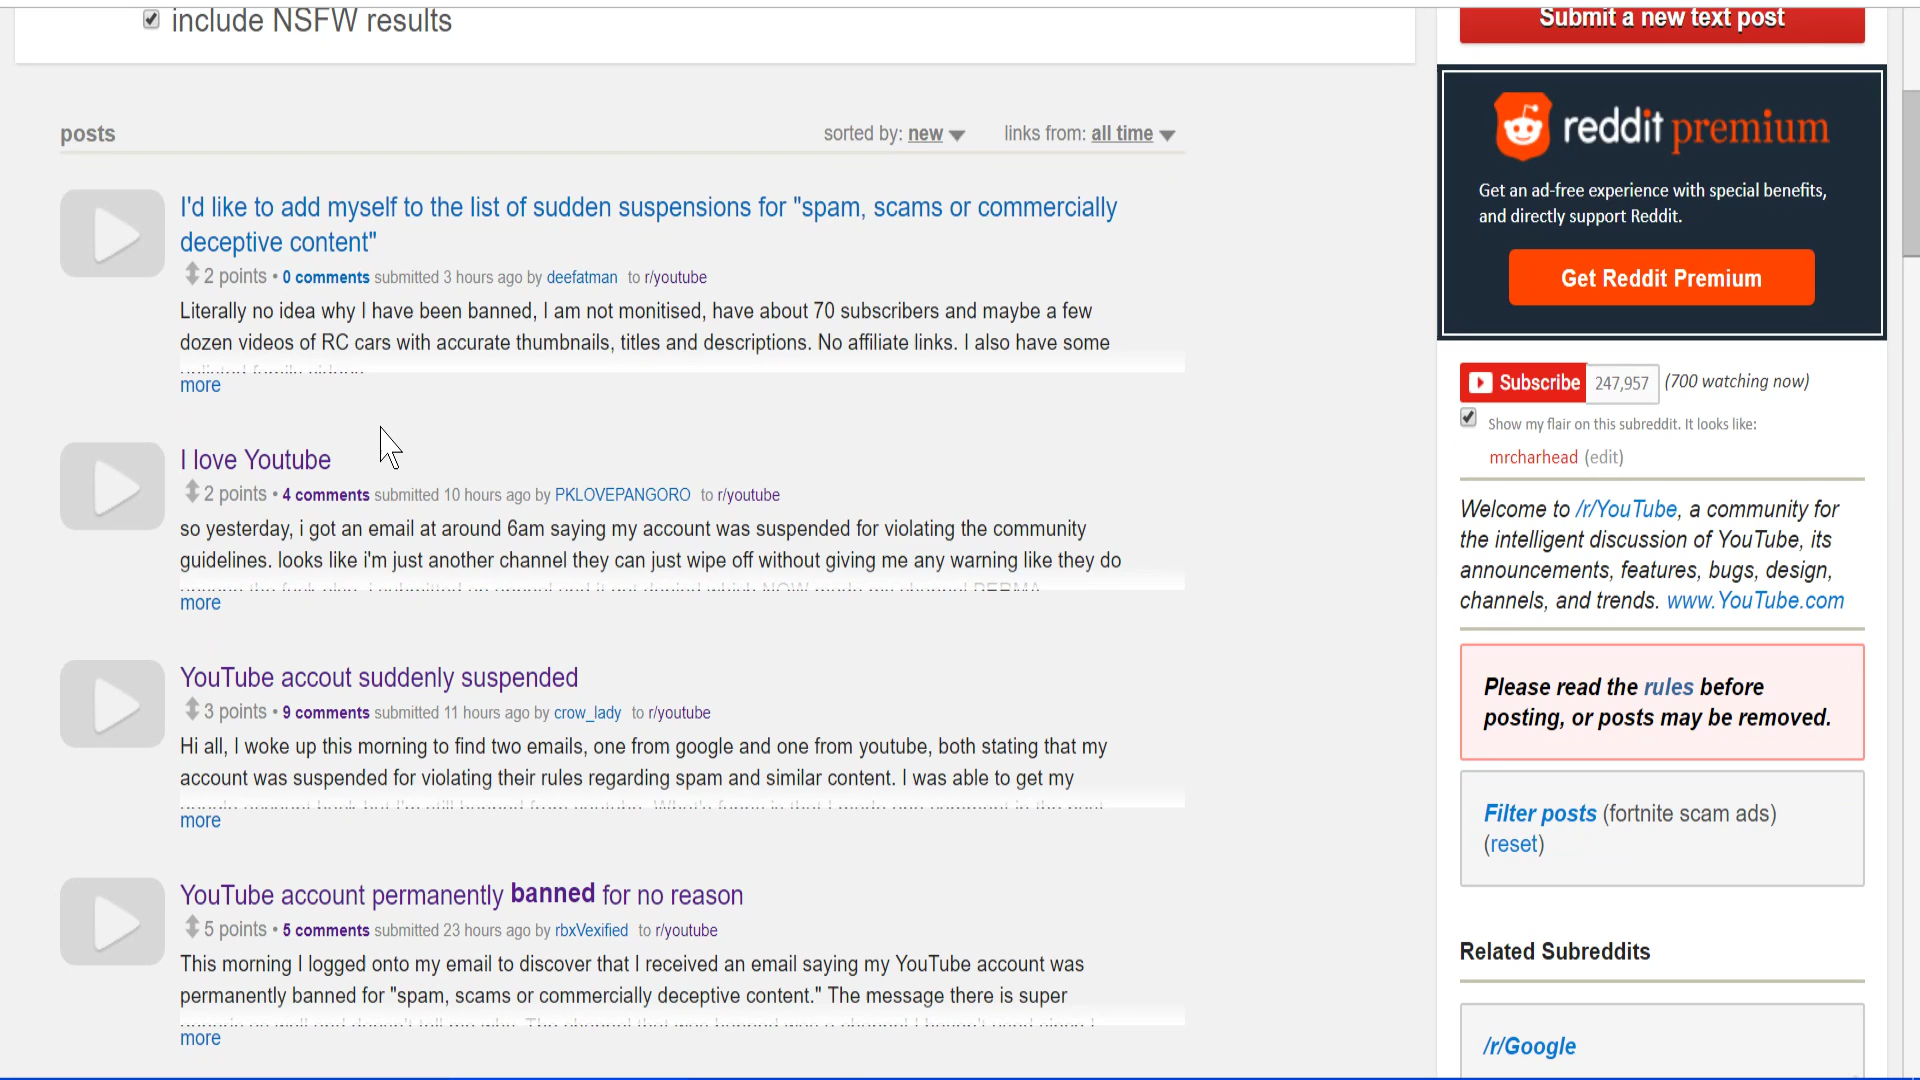 include NSFW results
posts
sorted by: new
links from: all time
I'd like to add myself to the list of sudden suspensions for "spam, scams or commercially
deceptive content"
2 points • 0 comments submitted 3 hours ago by deefatman to r/youtube
Literally no idea why I have been banned, I am not monitised, have about 70 subscribers and maybe a few
dozen videos of RC cars with accurate thumbnails, titles and descriptions. No affiliate links. I also have some
more
I love Youtube
2 points • 4 comments submitted 10 hours ago by PKLOVEPANGORO to r/youtube
so yesterday, i got an email at around 6am saying my account was suspended for violating the community
guidelines. looks like i'm just another channel they can just wipe off without giving me any warning like they do
more
YouTube accout suddenly suspended
3 points • 9 comments submitted 11 hours ago by crow_lady to r/youtube
Hi all, I woke up this morning to find two emails, one from google and one from youtube, both stating that my
account was suspended for violating their rules regarding spam and similar content. I was able to get my
more
YouTube account permanently banned for no reason
5 points • 5 comments submitted 23 hours ago by rbxVexified to r/youtube
This morning I logged onto my email to discover that I received an email saying my YouTube account was
permanently banned for "spam, scams or commercially deceptive content." The message there is super
more
Submit a new text post
reddit premium
Get an ad-free experience with special benefits,
and directly support Reddit.
Get Reddit Premium
Subscribe 247,957 (700 watching now)
Show my flair on this subreddit. It looks like:
mrcharhead (edit)
Welcome to /r/YouTube, a community for
the intelligent discussion of YouTube, its
announcements, features, bugs, design,
channels, and trends. www.YouTube.com
Please read the rules before
posting, or posts may be removed.
Filter posts (fortnite scam ads)
(reset)
Related Subreddits
/r/Google